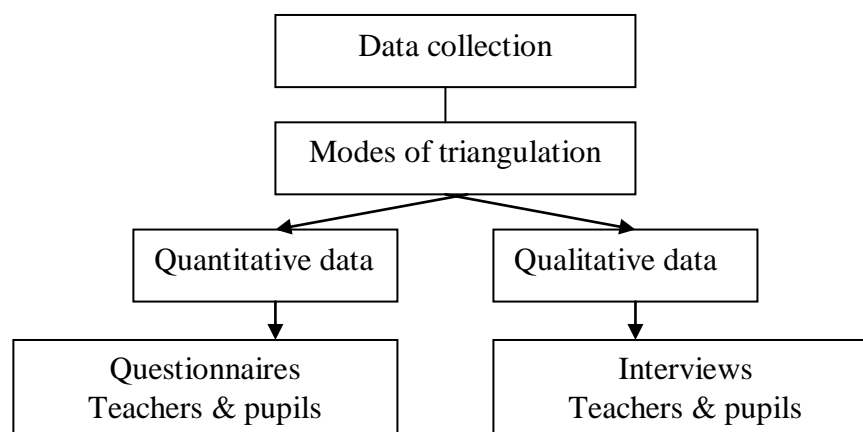 Data collection
Modes of triangulation
Quantitative data
Qualitative data
Questionnaires
Teachers & pupils
Interviews
Teachers & pupils